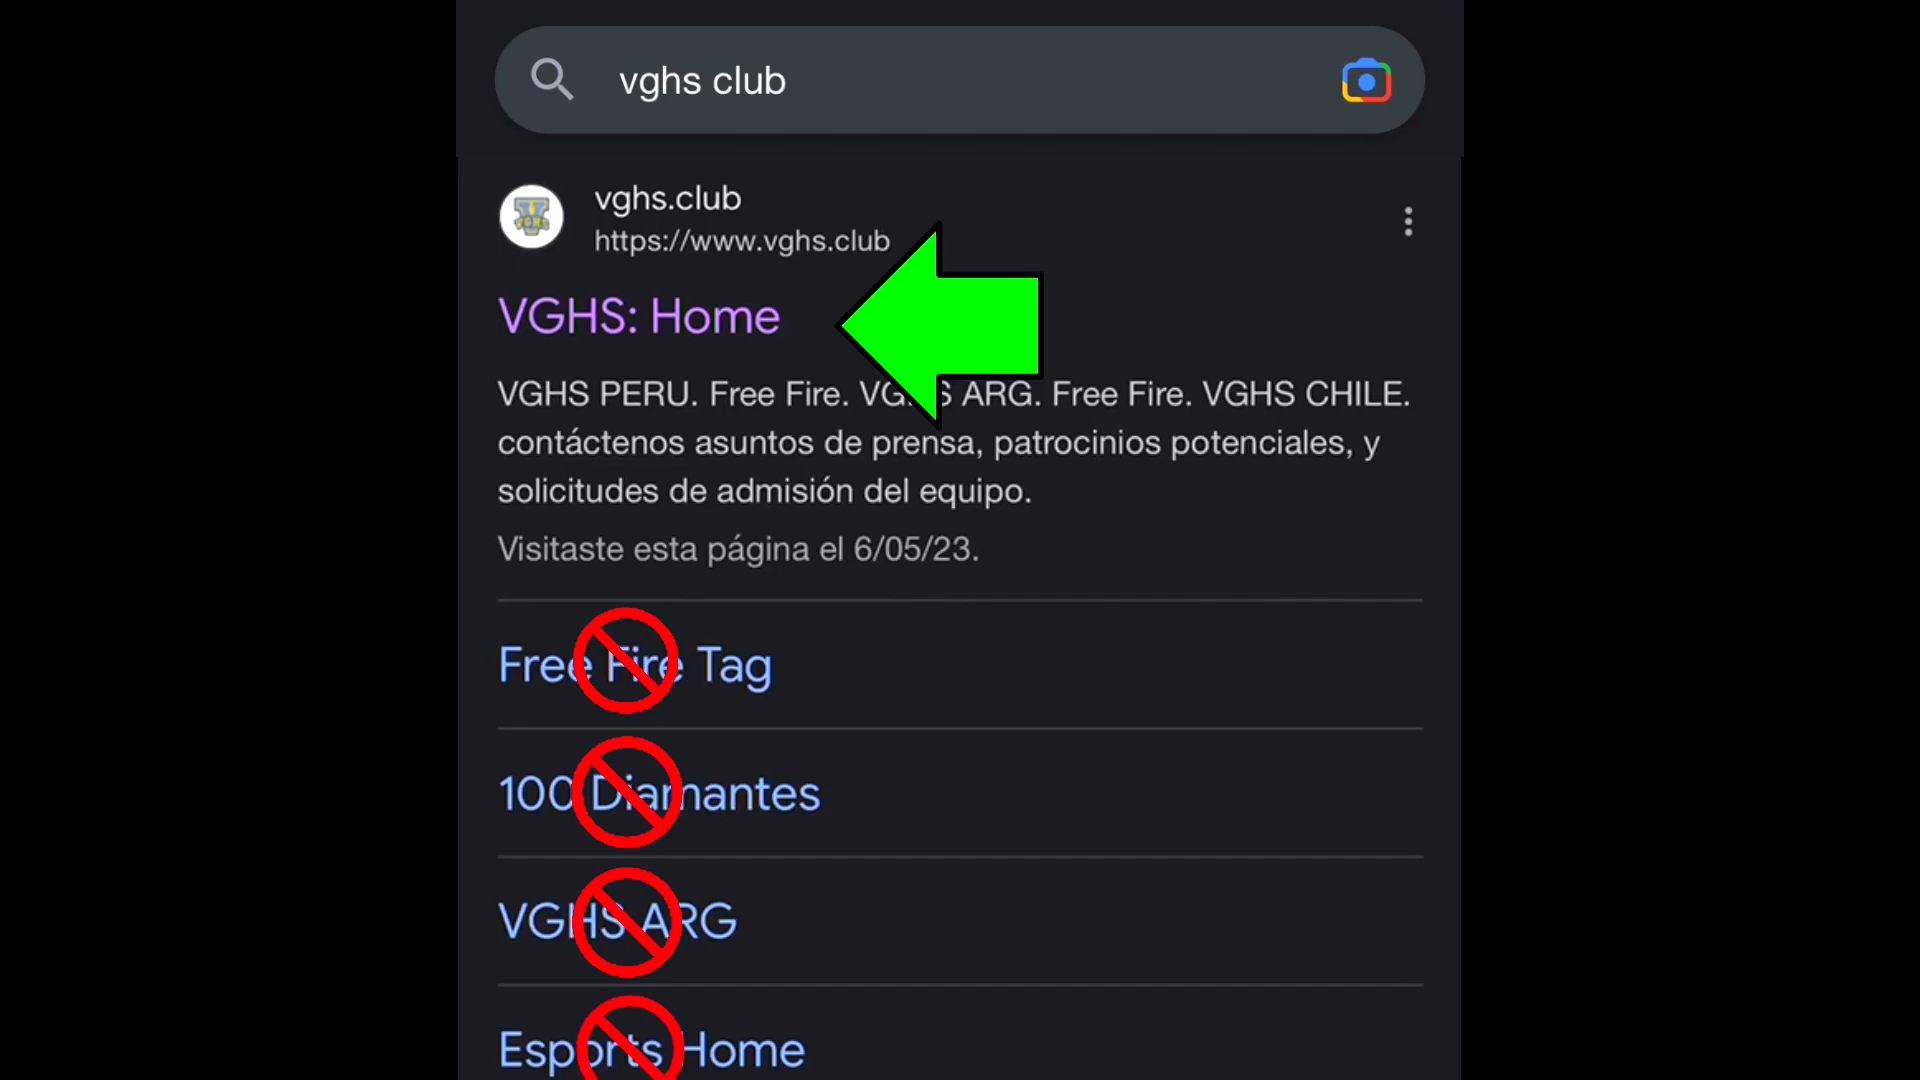 vghs club
vghs.club
https://www.vghs.club
VGHS: Home
VGHS PERU. Free Fire. VGHS ARG. Free Fire. VGHS CHILE.
contáctenos asuntos de prensa, patrocinios potenciales, y
solicitudes de admisión del equipo.
Visitaste esta página el 6/05/23.
Free Fire Tag
100 Diamantes
VGHS ARG
Esports Home